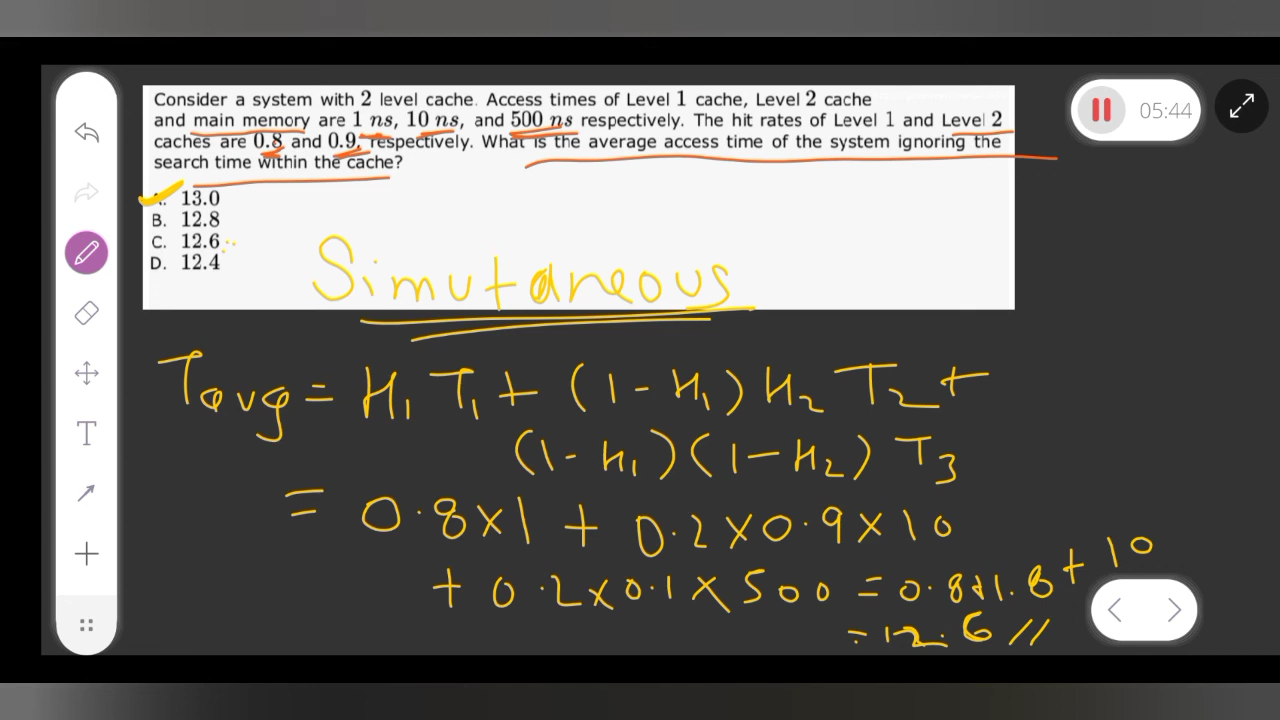 Consider a system with 2 level cache. Access times of Level 1 cache, Level 2 cache
and main memory are 1 ns, 10 ns, and 500 ns respectively. The hit rates of Level 1 and Level 2
caches are 0.8 and 0.9, respectively. What is the average access time of the system ignoring the
search time within the cache?
A. 13.0
B. 12.8
C. 12.6
D. 12.4
Simutaneous
Tavg = H₁ T₁ + (1 - H₁) H₂ T₂ +
(1 - H₁) (1 - H₂) T₃
= 0.8 × 1 + 0.2 × 0.9 × 10
+ 0.2 × 0.1 × 500 = 0.8+1.8 + 10
= 12.6 //
05:44
T